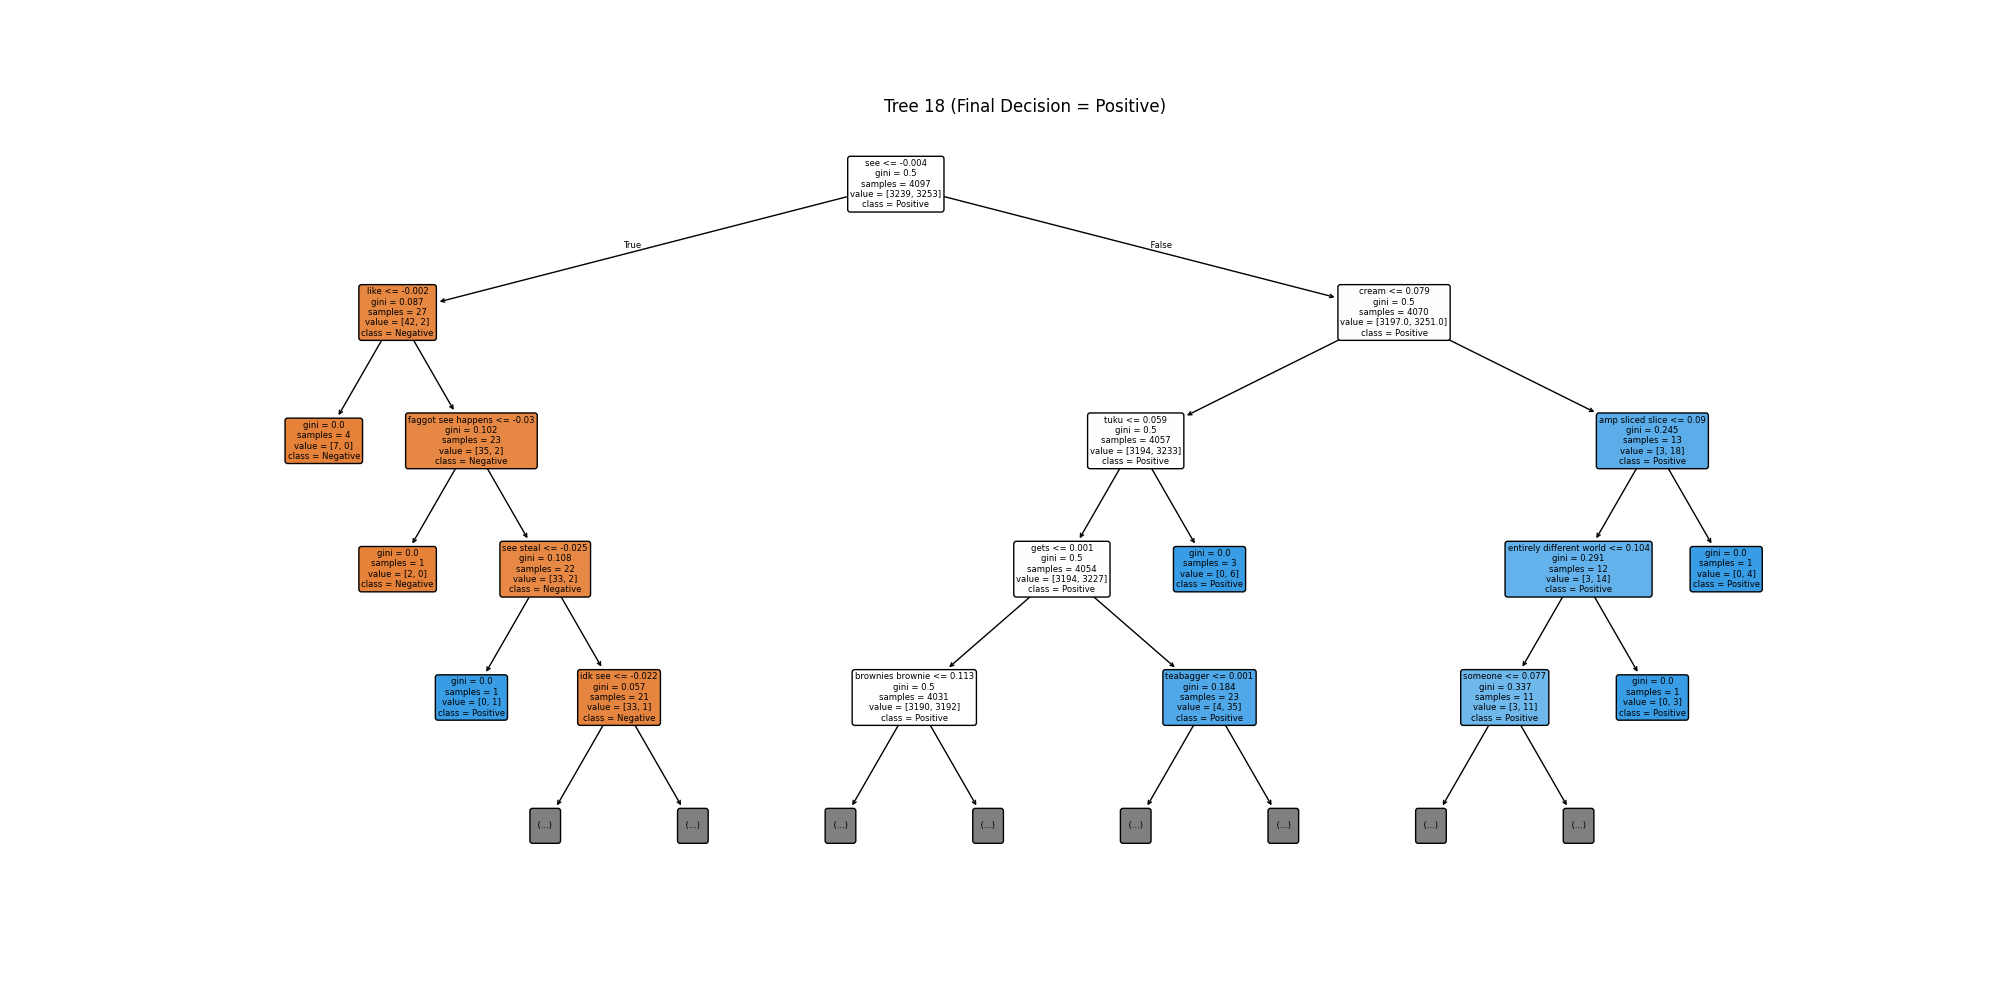 Tree 18 (Final Decision = Positive)
see <= -0.004
gini = 0.5
samples = 4097
value = [3239, 3253]
class = Positive
True
False
like <= -0.002
gini = 0.087
samples = 27
value = [42, 2]
class = Negative
cream <= 0.079
gini = 0.5
samples = 4070
value = [3197.0, 3251.0]
class = Positive
gini = 0.0
samples = 4
value = [7, 0]
class = Negative
faggot see happens <= -0.03
gini = 0.102
samples = 23
value = [35, 2]
class = Negative
tuku <= 0.059
gini = 0.5
samples = 4057
value = [3194, 3233]
class = Positive
amp sliced slice <= 0.09
gini = 0.245
samples = 13
value = [3, 18]
class = Positive
gini = 0.0
samples = 1
value = [2, 0]
class = Negative
see steal <= -0.025
gini = 0.108
samples = 22
value = [33, 2]
class = Negative
gets <= 0.001
gini = 0.5
samples = 4054
value = [3194, 3227]
class = Positive
gini = 0.0
samples = 3
value = [0, 6]
class = Positive
entirely different world <= 0.104
gini = 0.291
samples = 12
value = [3, 14]
class = Positive
gini = 0.0
samples = 1
value = [0, 4]
class = Positive
gini = 0.0
samples = 1
value = [0, 1]
class = Positive
idk see <= -0.022
gini = 0.057
samples = 21
value = [33, 1]
class = Negative
brownies brownie <= 0.113
gini = 0.5
samples = 4031
value = [3190, 3192]
class = Positive
teabagger <= 0.001
gini = 0.184
samples = 23
value = [4, 35]
class = Positive
someone <= 0.077
gini = 0.337
samples = 11
value = [3, 11]
class = Positive
gini = 0.0
samples = 1
value = [0, 3]
class = Positive
(...)
(...)
(...)
(...)
(...)
(...)
(...)
(...)